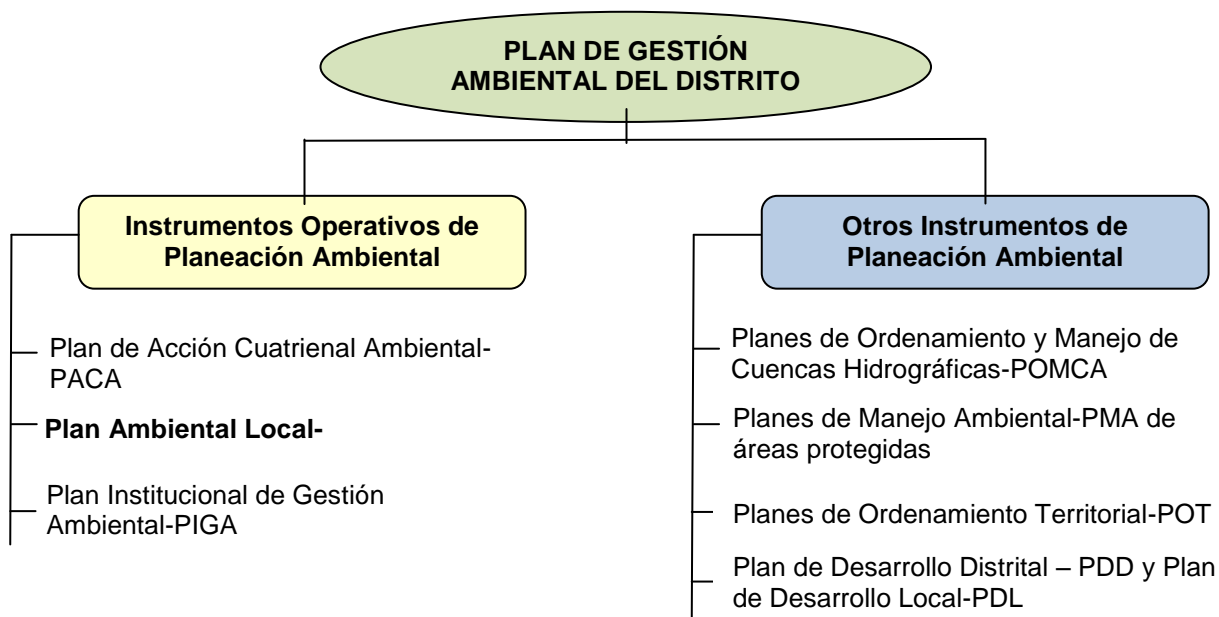 PLAN DE GESTIÓN
AMBIENTAL DEL DISTRITO
Instrumentos Operativos de
Planeación Ambiental
Plan de Acción Cuatrienal Ambiental-
PACA
Plan Ambiental Local-
Plan Institucional de Gestión
Ambiental-PIGA
Otros Instrumentos de
Planeación Ambiental
Planes de Ordenamiento y Manejo de
Cuencas Hidrográficas-POMCA
Planes de Manejo Ambiental-PMA de
áreas protegidas
Planes de Ordenamiento Territorial-POT
Plan de Desarrollo Distrital – PDD y Plan
de Desarrollo Local-PDL